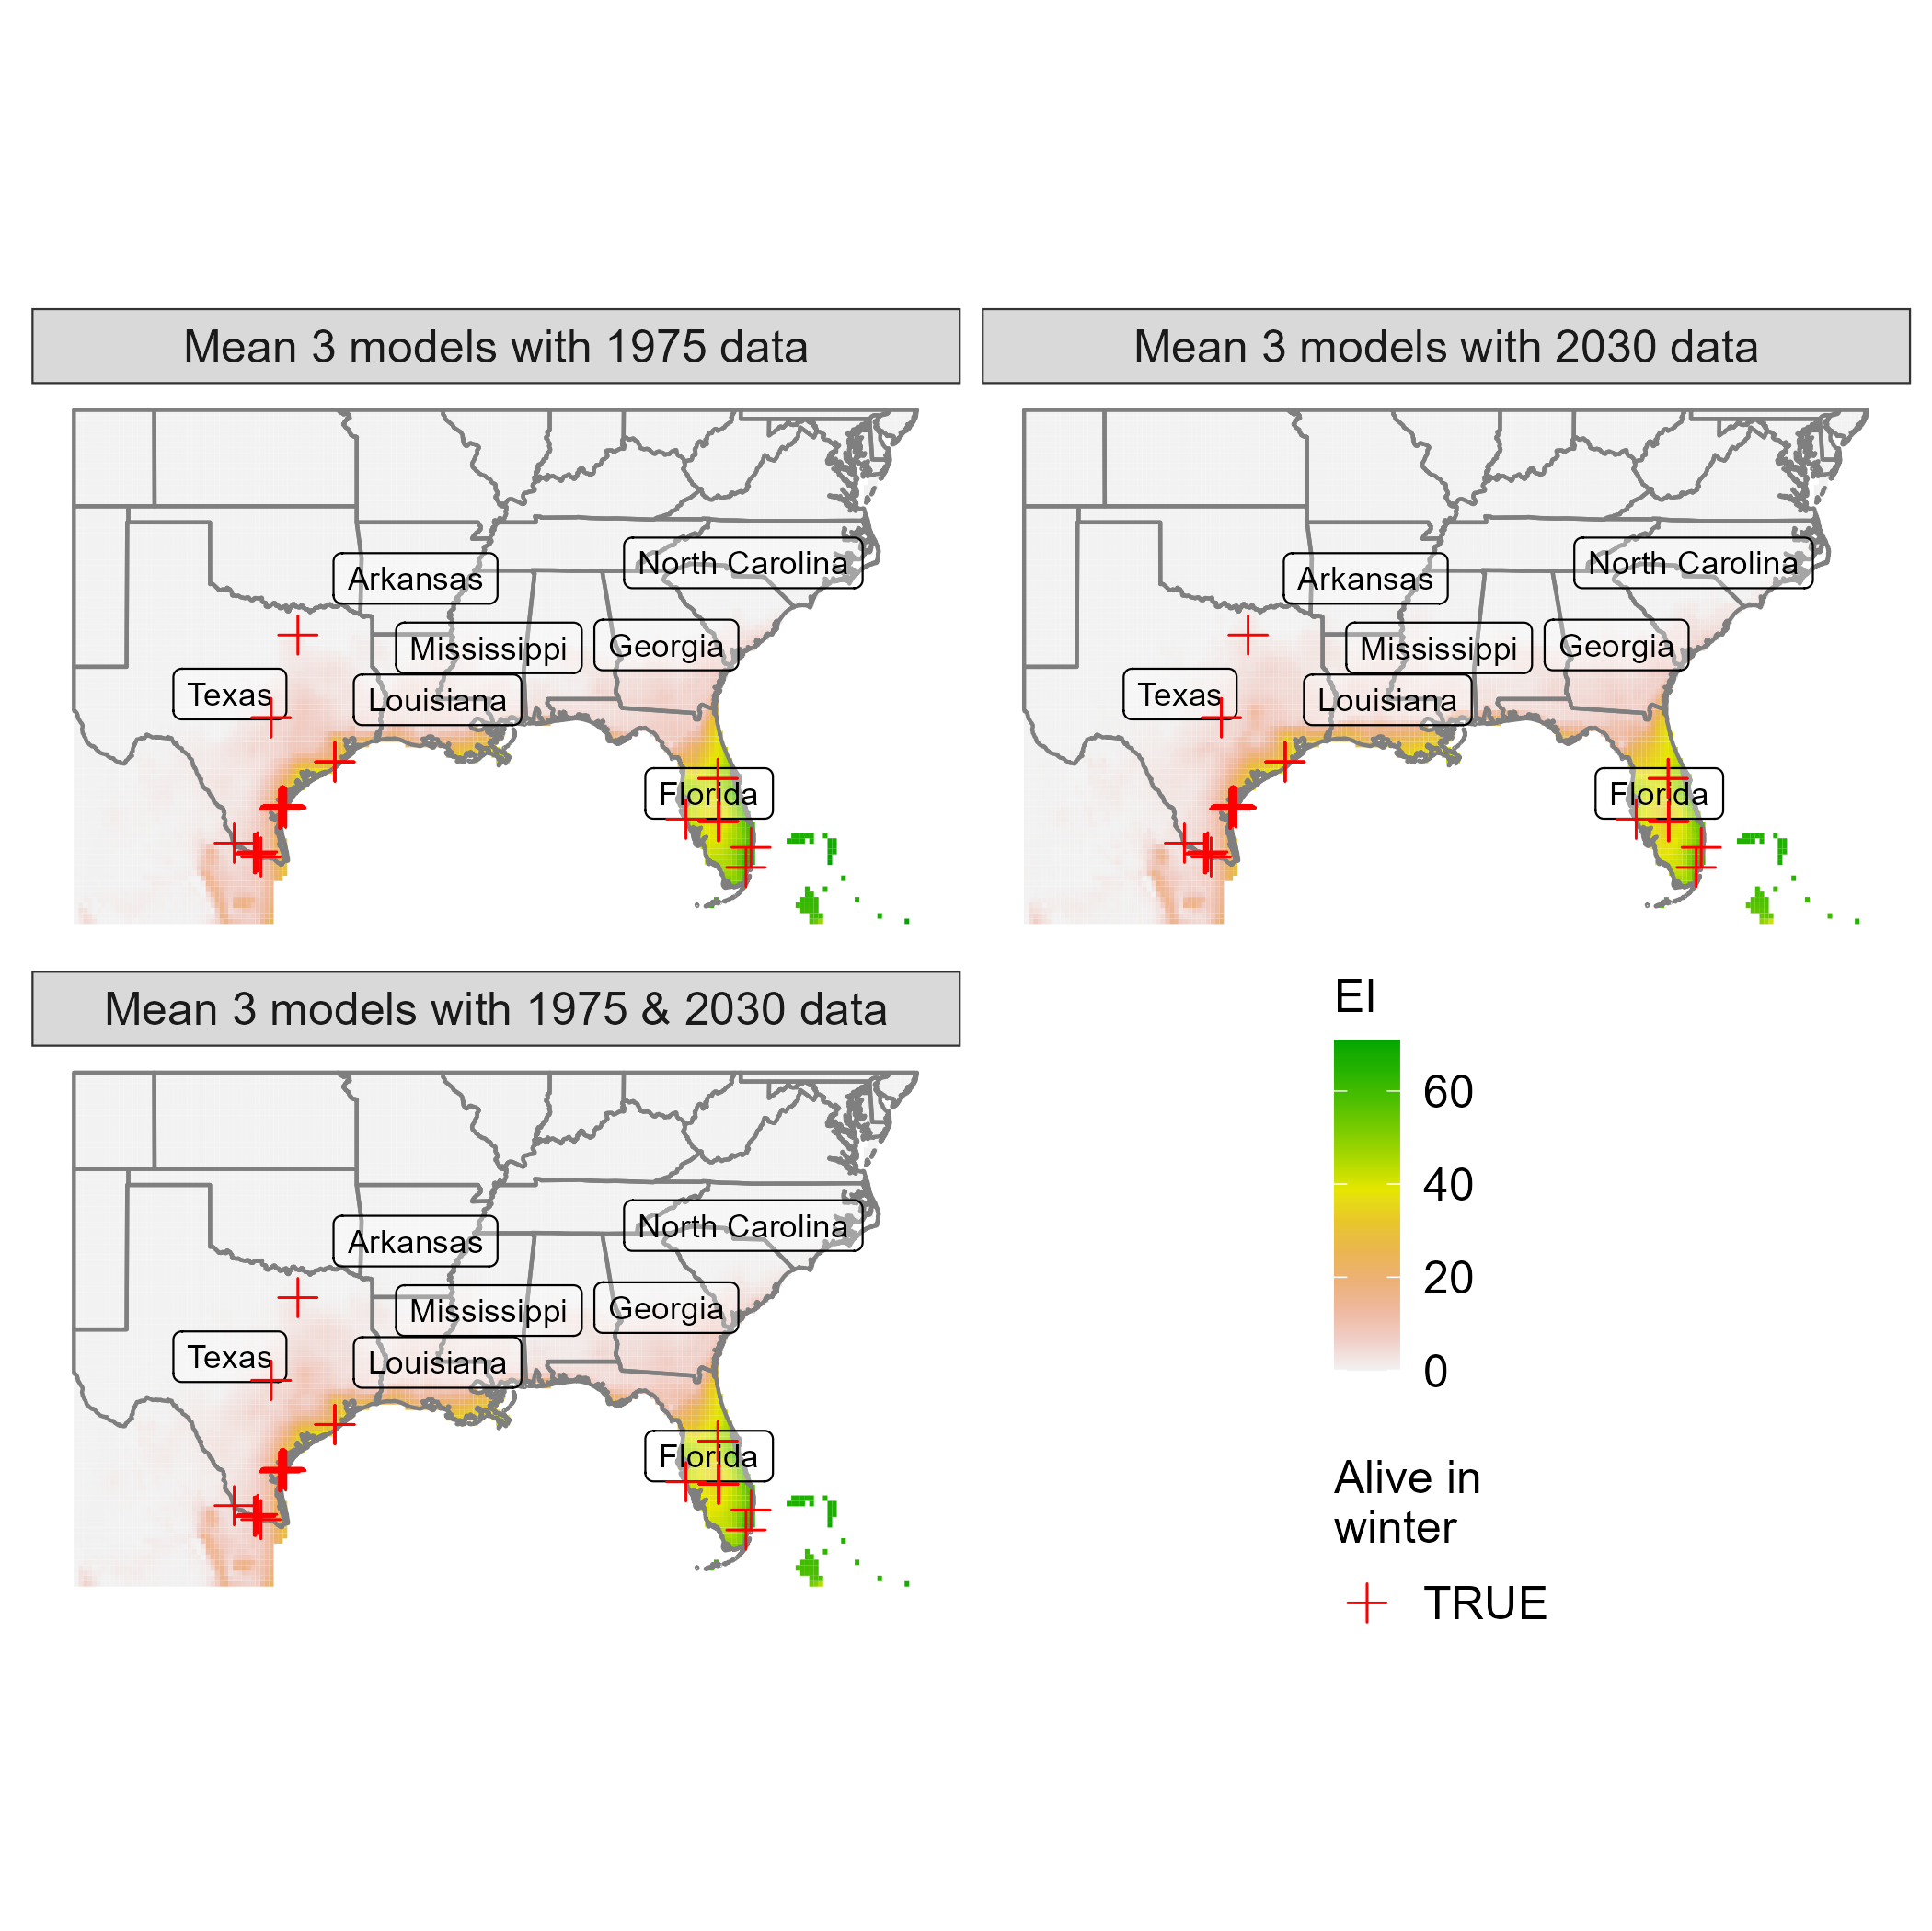 Mean 3 models with 1975 data
Mean 3 models with 2030 data
North Carolina
Arkansas
Georgia
Mississippi
Texas
Louisiana
Florida
North Carolina
Arkansas
Georgia
Mississippi
Texas
Louisiana
Florida
Mean 3 models with 1975 & 2030 data
North Carolina
Arkansas
Georgia
Mississippi
Texas
Louisiana
Florida
EI
60
40
20
0
Alive in
winter
TRUE